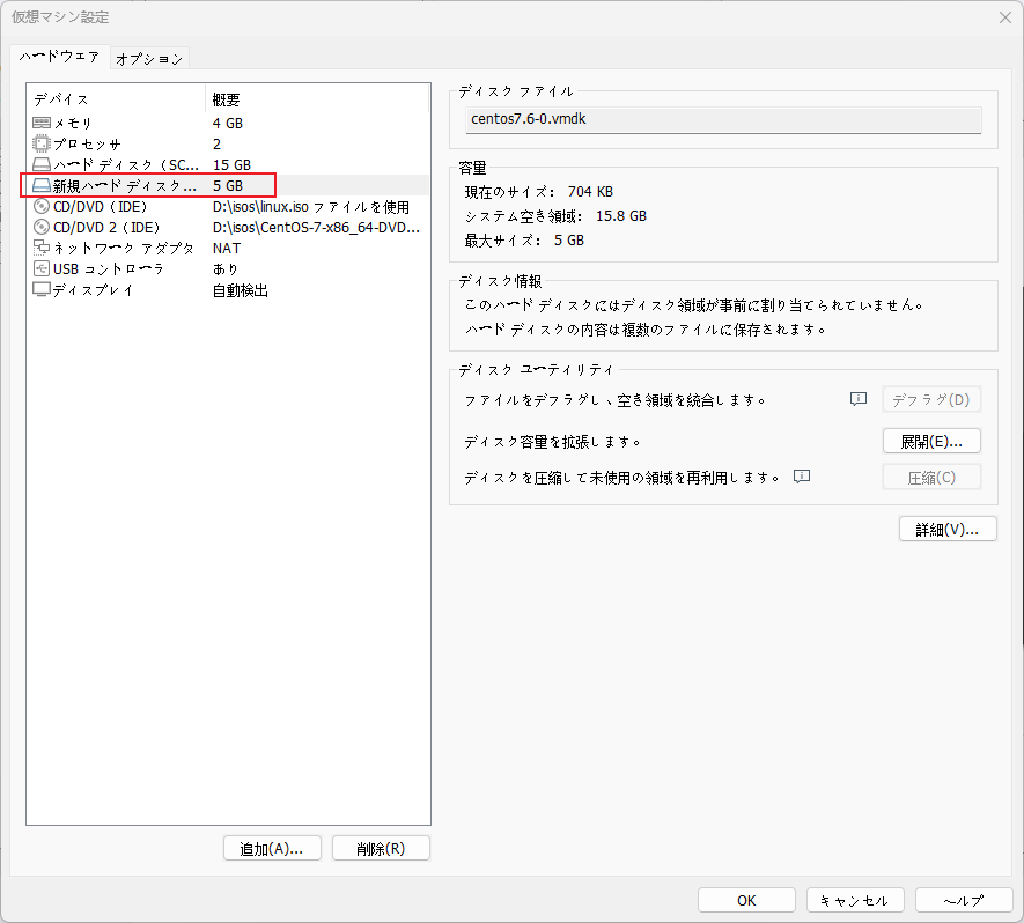 仮想マシン設定
ハードウェア オプション
デバイス 概要
メモリ 4 GB
プロセッサ 2
ハード ディスク (SC... 15 GB
新規ハード ディスク... 5 GB
CD/DVD (IDE) D:\isos\linux.iso ファイルを使用
CD/DVD 2 (IDE) D:\isos\CentOS-7-x86_64-DVD...
ネットワーク アダプタ NAT
USB コントローラ あり
ディスプレイ 自動検出
追加(A)... 削除(R)
ディスク ファイル
centos7.6-0.vmdk
容量
現在のサイズ: 704 KB
システム空き領域: 15.8 GB
最大サイズ: 5 GB
ディスク情報
このハード ディスクにはディスク領域が事前に割り当てられていません。
ハード ディスクの内容は複数のファイルに保存されます。
ディスク ユーティリティ
ファイルをデフラグし、空き領域を統合します。 デフラグ(D)
ディスク容量を拡張します。 展開(E)...
ディスクを圧縮して未使用の領域を再利用します。 圧縮(C)
詳細(V)...
OK キャンセル ヘルプ